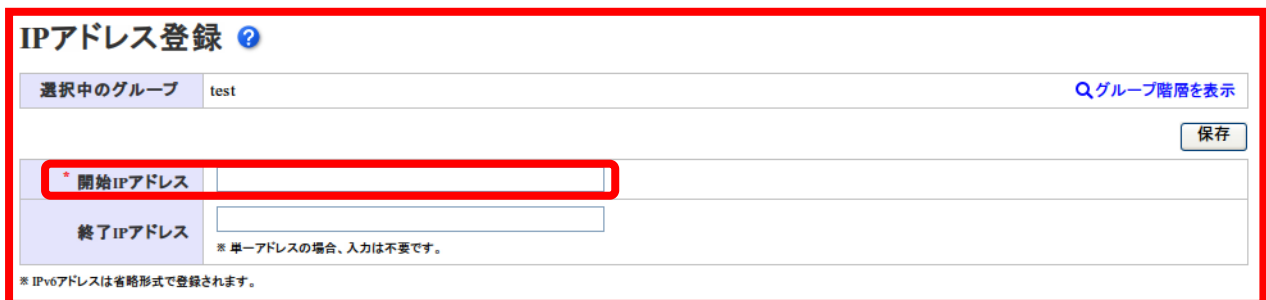 IPアドレス登録 ?
選択中のグループ test グループ階層を表示
保存
* 開始IPアドレス
終了IPアドレス
※ 単一アドレスの場合、入力は不要です。
※ IPv6アドレスは省略形式で登録されます。